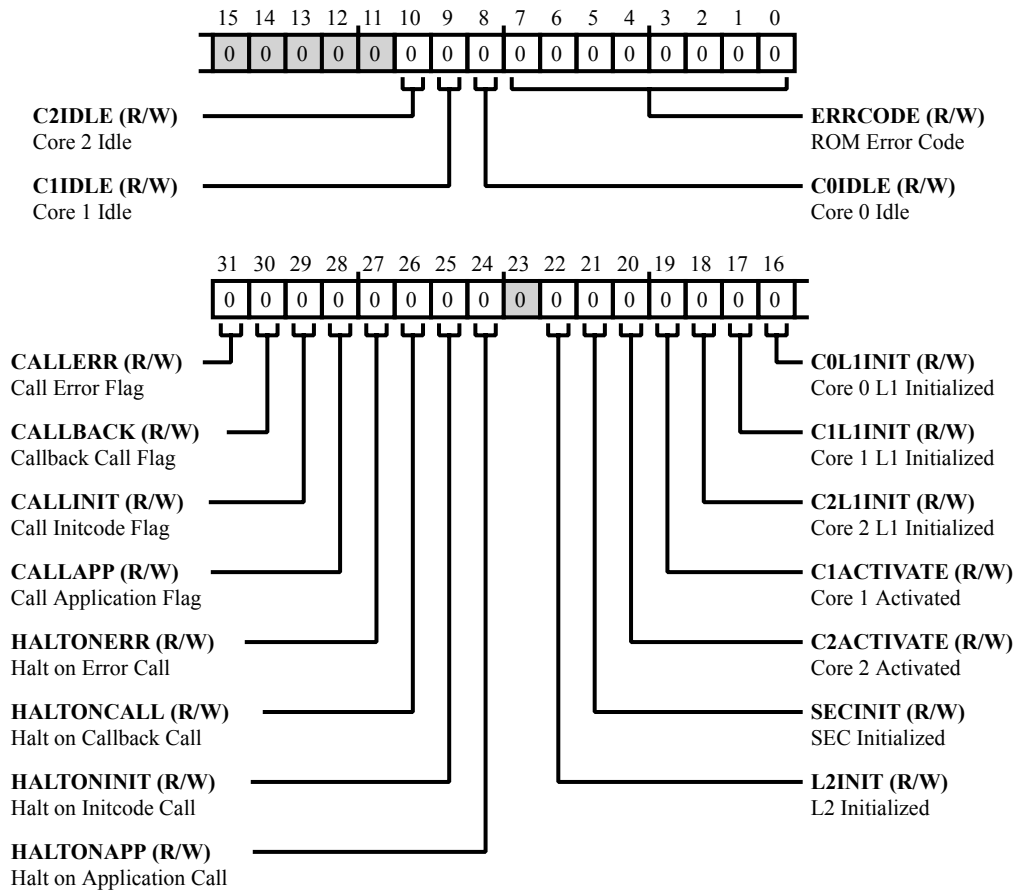 15 14 13 12 11 10 9 8 7 6 5 4 3 2 1 0
0 0 0 0 0 0 0 0 0 0 0 0 0 0 0 0
C2IDLE (R/W)
Core 2 Idle
C1IDLE (R/W)
Core 1 Idle
ERRCODE (R/W)
ROM Error Code
C0IDLE (R/W)
Core 0 Idle
31 30 29 28 27 26 25 24 23 22 21 20 19 18 17 16
0 0 0 0 0 0 0 0 0 0 0 0 0 0 0 0
CALLERR (R/W)
Call Error Flag
CALLBACK (R/W)
Callback Call Flag
CALLINIT (R/W)
Call Initcode Flag
CALLAPP (R/W)
Call Application Flag
HALTONERR (R/W)
Halt on Error Call
HALTONCALL (R/W)
Halt on Callback Call
HALTONINIT (R/W)
Halt on Initcode Call
HALTONAPP (R/W)
Halt on Application Call
C0L1INIT (R/W)
Core 0 L1 Initialized
C1L1INIT (R/W)
Core 1 L1 Initialized
C2L1INIT (R/W)
Core 2 L1 Initialized
C1ACTIVATE (R/W)
Core 1 Activated
C2ACTIVATE (R/W)
Core 2 Activated
SECINIT (R/W)
SEC Initialized
L2INIT (R/W)
L2 Initialized